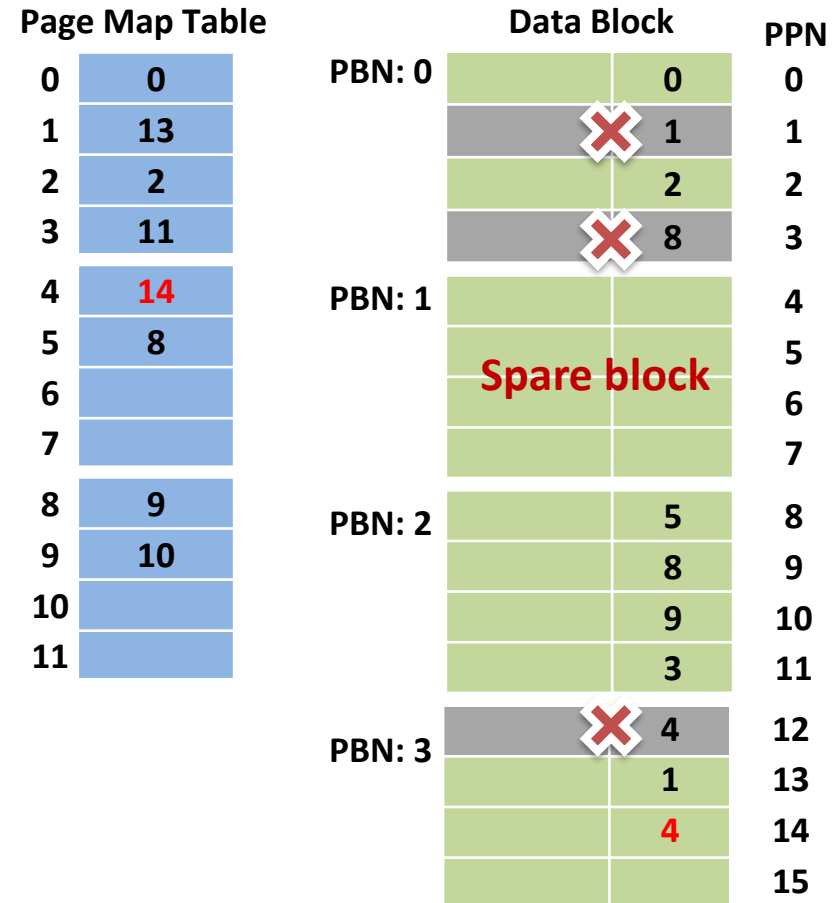 Page Map Table Data Block PPN
0 0 PBN: 0 0 0
1 13 1 1
2 2 2 2
3 11 8 3
4 14 PBN: 1 4
5 8 5
Spare block
6 6
7 7
8 9 PBN: 2 5 8
9 10 8 9
10 9 10
11 3 11
PBN: 3 4 12
1 13
4 14
15